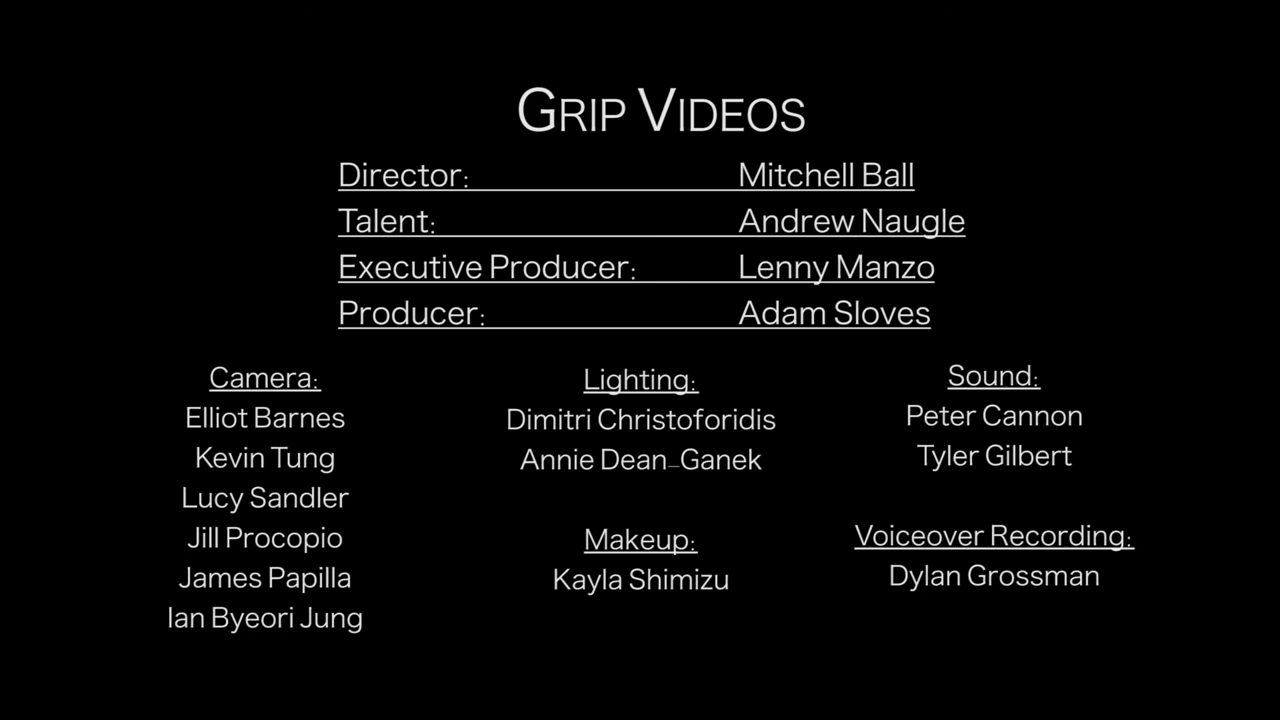 GRIP VIDEOS
Director: Mitchell Ball
Talent: Andrew Naugle
Executive Producer: Lenny Manzo
Producer: Adam Sloves
Camera:
Elliot Barnes
Kevin Tung
Lucy Sandler
Jill Procopio
James Papilla
Ian Byeori Jung
Lighting:
Dimitri Christoforidis
Annie Dean-Ganek
Makeup:
Kayla Shimizu
Sound:
Peter Cannon
Tyler Gilbert
Voiceover Recording:
Dylan Grossman